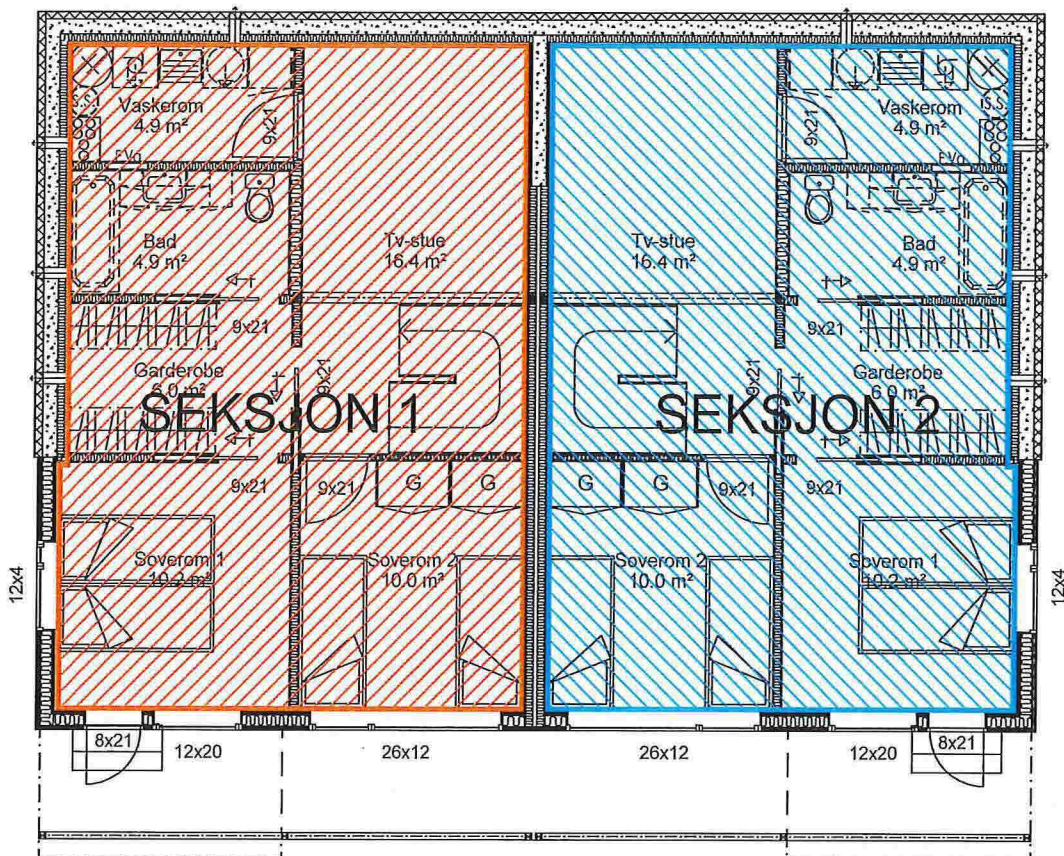 Vaskerom
4.9 m²
S.S.
9x21
Bad
4.9 m²
Tv-stue
16.4 m²
9x21
Garderobe
6.0 m²
9x21
SEKSJON 1
9x21
9x21
G
G
Soverom 1
10.2 m²
Soverom 2
10.0 m²
12x4
8x21
12x20
26x12
Vaskerom
4.9 m²
S.S.
9x21
Tv-stue
16.4 m²
Bad
4.9 m²
9x21
9x21
Garderobe
6.0 m²
SEKSJON 2
G
G
9x21
9x21
Soverom 2
10.0 m²
Soverom 1
10.2 m²
12x4
26x12
12x20
8x21